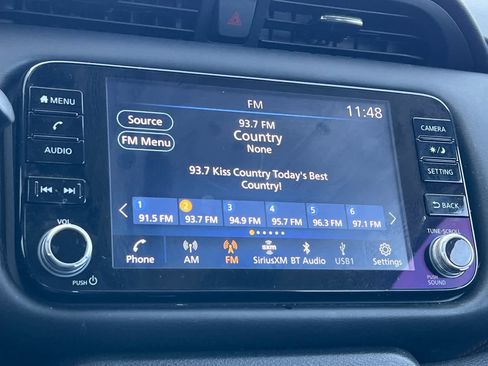 FM
11:48
MENU
Source
93.7 FM
Country
None
FM Menu
AUDIO
93.7 Kiss Country Today's Best
Country!
1 2 3 4 5 6
91.5 FM 93.7 FM 94.9 FM 95.7 FM 96.3 FM 97.1 FM
Phone AM FM SiriusXM BT Audio USB1 Settings
sxm
VOL
PUSH
CAMERA
SETTING
BACK
TUNE·SCROLL
PUSH
SOUND